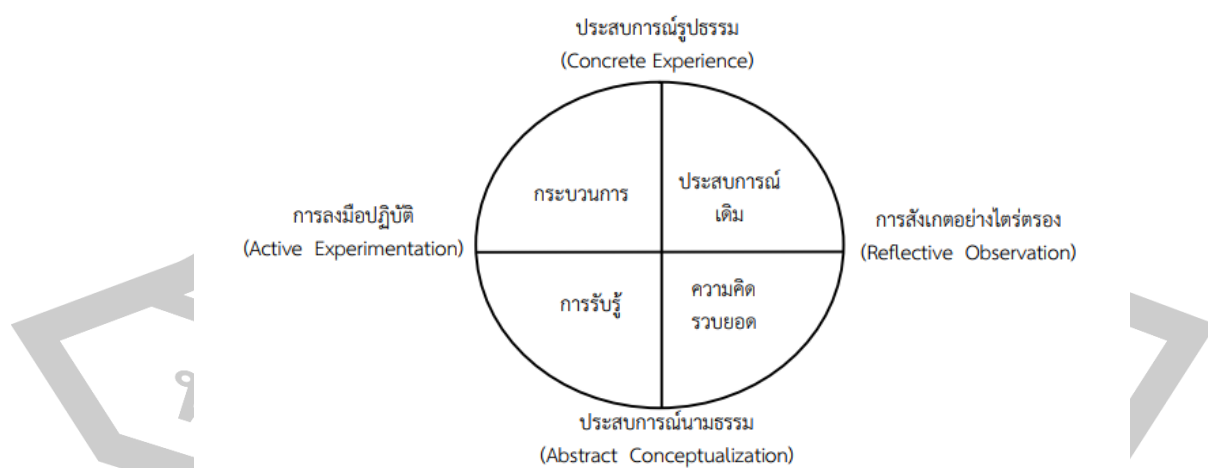 ประสบการณ์รูปธรรม
(Concrete Experience)
กระบวนการ
ประสบการณ์
เดิม
การลงมือปฏิบัติ
(Active Experimentation)
การสังเกตอย่างไตร่ตรอง
(Reflective Observation)
การรับรู้
ความคิด
รวบยอด
ประสบการณ์นามธรรม
(Abstract Conceptualization)